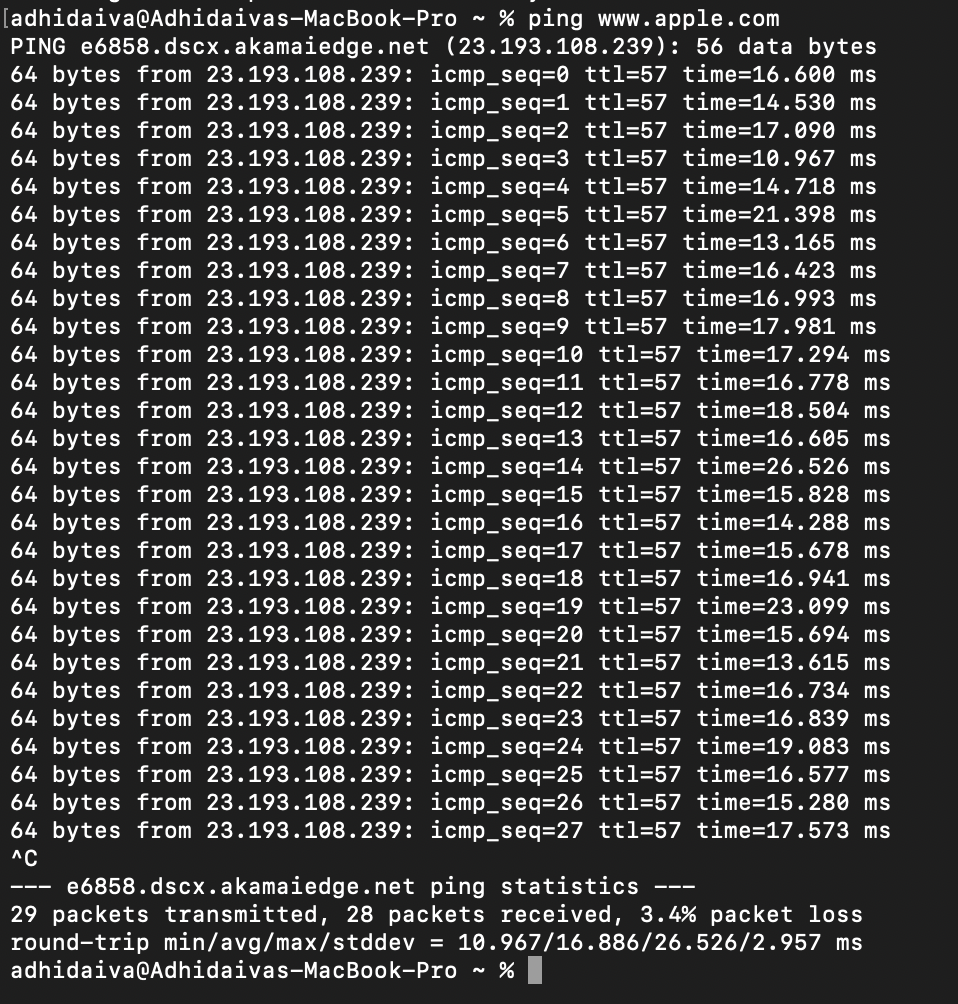 [adhidaiva@Adhidaivas-MacBook-Pro ~ % ping www.apple.com
PING e6858.dscx.akamaiedge.net (23.193.108.239): 56 data bytes
64 bytes from 23.193.108.239: icmp_seq=0 ttl=57 time=16.600 ms
64 bytes from 23.193.108.239: icmp_seq=1 ttl=57 time=14.530 ms
64 bytes from 23.193.108.239: icmp_seq=2 ttl=57 time=17.090 ms
64 bytes from 23.193.108.239: icmp_seq=3 ttl=57 time=10.967 ms
64 bytes from 23.193.108.239: icmp_seq=4 ttl=57 time=14.718 ms
64 bytes from 23.193.108.239: icmp_seq=5 ttl=57 time=21.398 ms
64 bytes from 23.193.108.239: icmp_seq=6 ttl=57 time=13.165 ms
64 bytes from 23.193.108.239: icmp_seq=7 ttl=57 time=16.423 ms
64 bytes from 23.193.108.239: icmp_seq=8 ttl=57 time=16.993 ms
64 bytes from 23.193.108.239: icmp_seq=9 ttl=57 time=17.981 ms
64 bytes from 23.193.108.239: icmp_seq=10 ttl=57 time=17.294 ms
64 bytes from 23.193.108.239: icmp_seq=11 ttl=57 time=16.778 ms
64 bytes from 23.193.108.239: icmp_seq=12 ttl=57 time=18.504 ms
64 bytes from 23.193.108.239: icmp_seq=13 ttl=57 time=16.605 ms
64 bytes from 23.193.108.239: icmp_seq=14 ttl=57 time=26.526 ms
64 bytes from 23.193.108.239: icmp_seq=15 ttl=57 time=15.828 ms
64 bytes from 23.193.108.239: icmp_seq=16 ttl=57 time=14.288 ms
64 bytes from 23.193.108.239: icmp_seq=17 ttl=57 time=15.678 ms
64 bytes from 23.193.108.239: icmp_seq=18 ttl=57 time=16.941 ms
64 bytes from 23.193.108.239: icmp_seq=19 ttl=57 time=23.099 ms
64 bytes from 23.193.108.239: icmp_seq=20 ttl=57 time=15.694 ms
64 bytes from 23.193.108.239: icmp_seq=21 ttl=57 time=13.615 ms
64 bytes from 23.193.108.239: icmp_seq=22 ttl=57 time=16.734 ms
64 bytes from 23.193.108.239: icmp_seq=23 ttl=57 time=16.839 ms
64 bytes from 23.193.108.239: icmp_seq=24 ttl=57 time=19.083 ms
64 bytes from 23.193.108.239: icmp_seq=25 ttl=57 time=16.577 ms
64 bytes from 23.193.108.239: icmp_seq=26 ttl=57 time=15.280 ms
64 bytes from 23.193.108.239: icmp_seq=27 ttl=57 time=17.573 ms
^C
--- e6858.dscx.akamaiedge.net ping statistics ---
29 packets transmitted, 28 packets received, 3.4% packet loss
round-trip min/avg/max/stddev = 10.967/16.886/26.526/2.957 ms
adhidaiva@Adhidaivas-MacBook-Pro ~ %